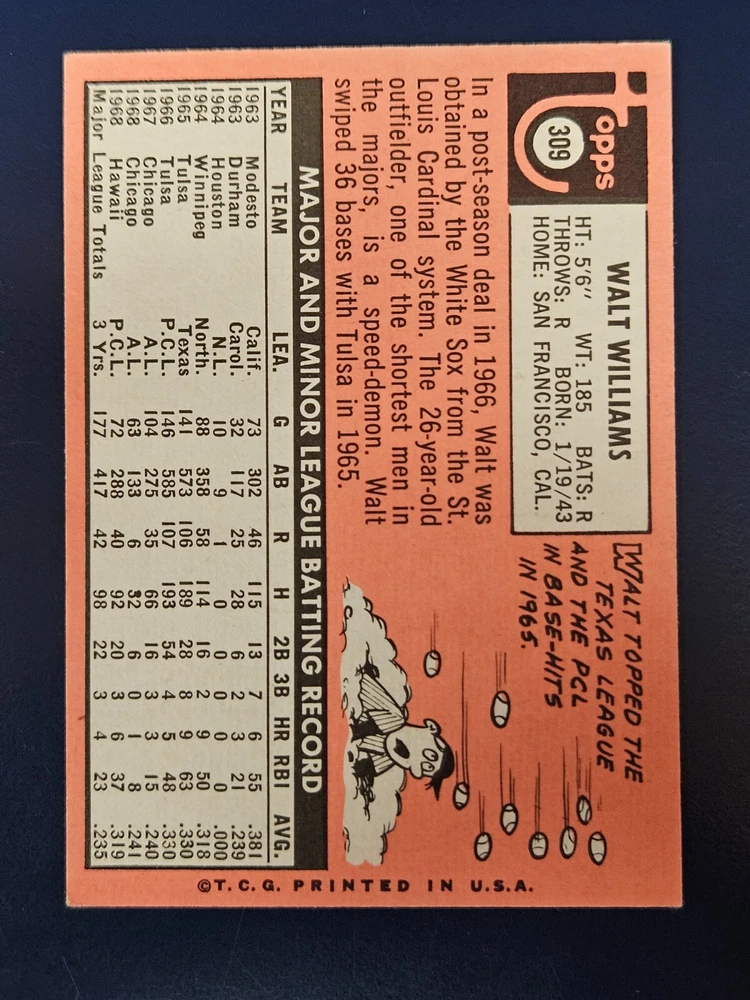 Topps
309
WALT WILLIAMS
HT: 5'6" WT: 185 BATS: R
THROWS: R BORN: 1/19/43
HOME: SAN FRANCISCO, CAL.
WALT TOPPED THE
TEXAS LEAGUE
AND THE PCL
IN BASE-HITS
IN 1965.
In a post-season deal in 1966, Walt was
obtained by the White Sox from the St.
Louis Cardinal system. The 26-year-old
outfielder, one of the shortest men in
the majors, is a speed-demon. Walt
swiped 36 bases with Tulsa in 1965.
MAJOR AND MINOR LEAGUE BATTING RECORD
YEAR TEAM LEA. G AB R H 2B 3B HR RBI AVG.
1963 Modesto Calif. 73 302 46 115 13 7 6 55 .381
1963 Durham Carol. 32 117 25 28 6 2 3 21 .239
1964 Houston N.L. 10 9 1 0 0 0 0 0 .000
1964 Winnipeg North. 88 358 58 114 16 2 9 50 .318
1965 Tulsa Texas 141 573 106 189 28 8 9 63 .330
1966 Tulsa P.C.L. 146 585 107 193 54 4 5 48 .330
1967 Chicago A.L. 104 275 35 66 16 3 3 15 .240
1968 Chicago A.L. 63 133 6 32 6 0 1 8 .241
1968 Hawaii P.C.L. 72 288 40 92 20 3 6 37 .319
Major League Totals 3 Yrs. 177 417 42 98 22 3 4 23 .235
©T.C.G. PRINTED IN U.S.A.